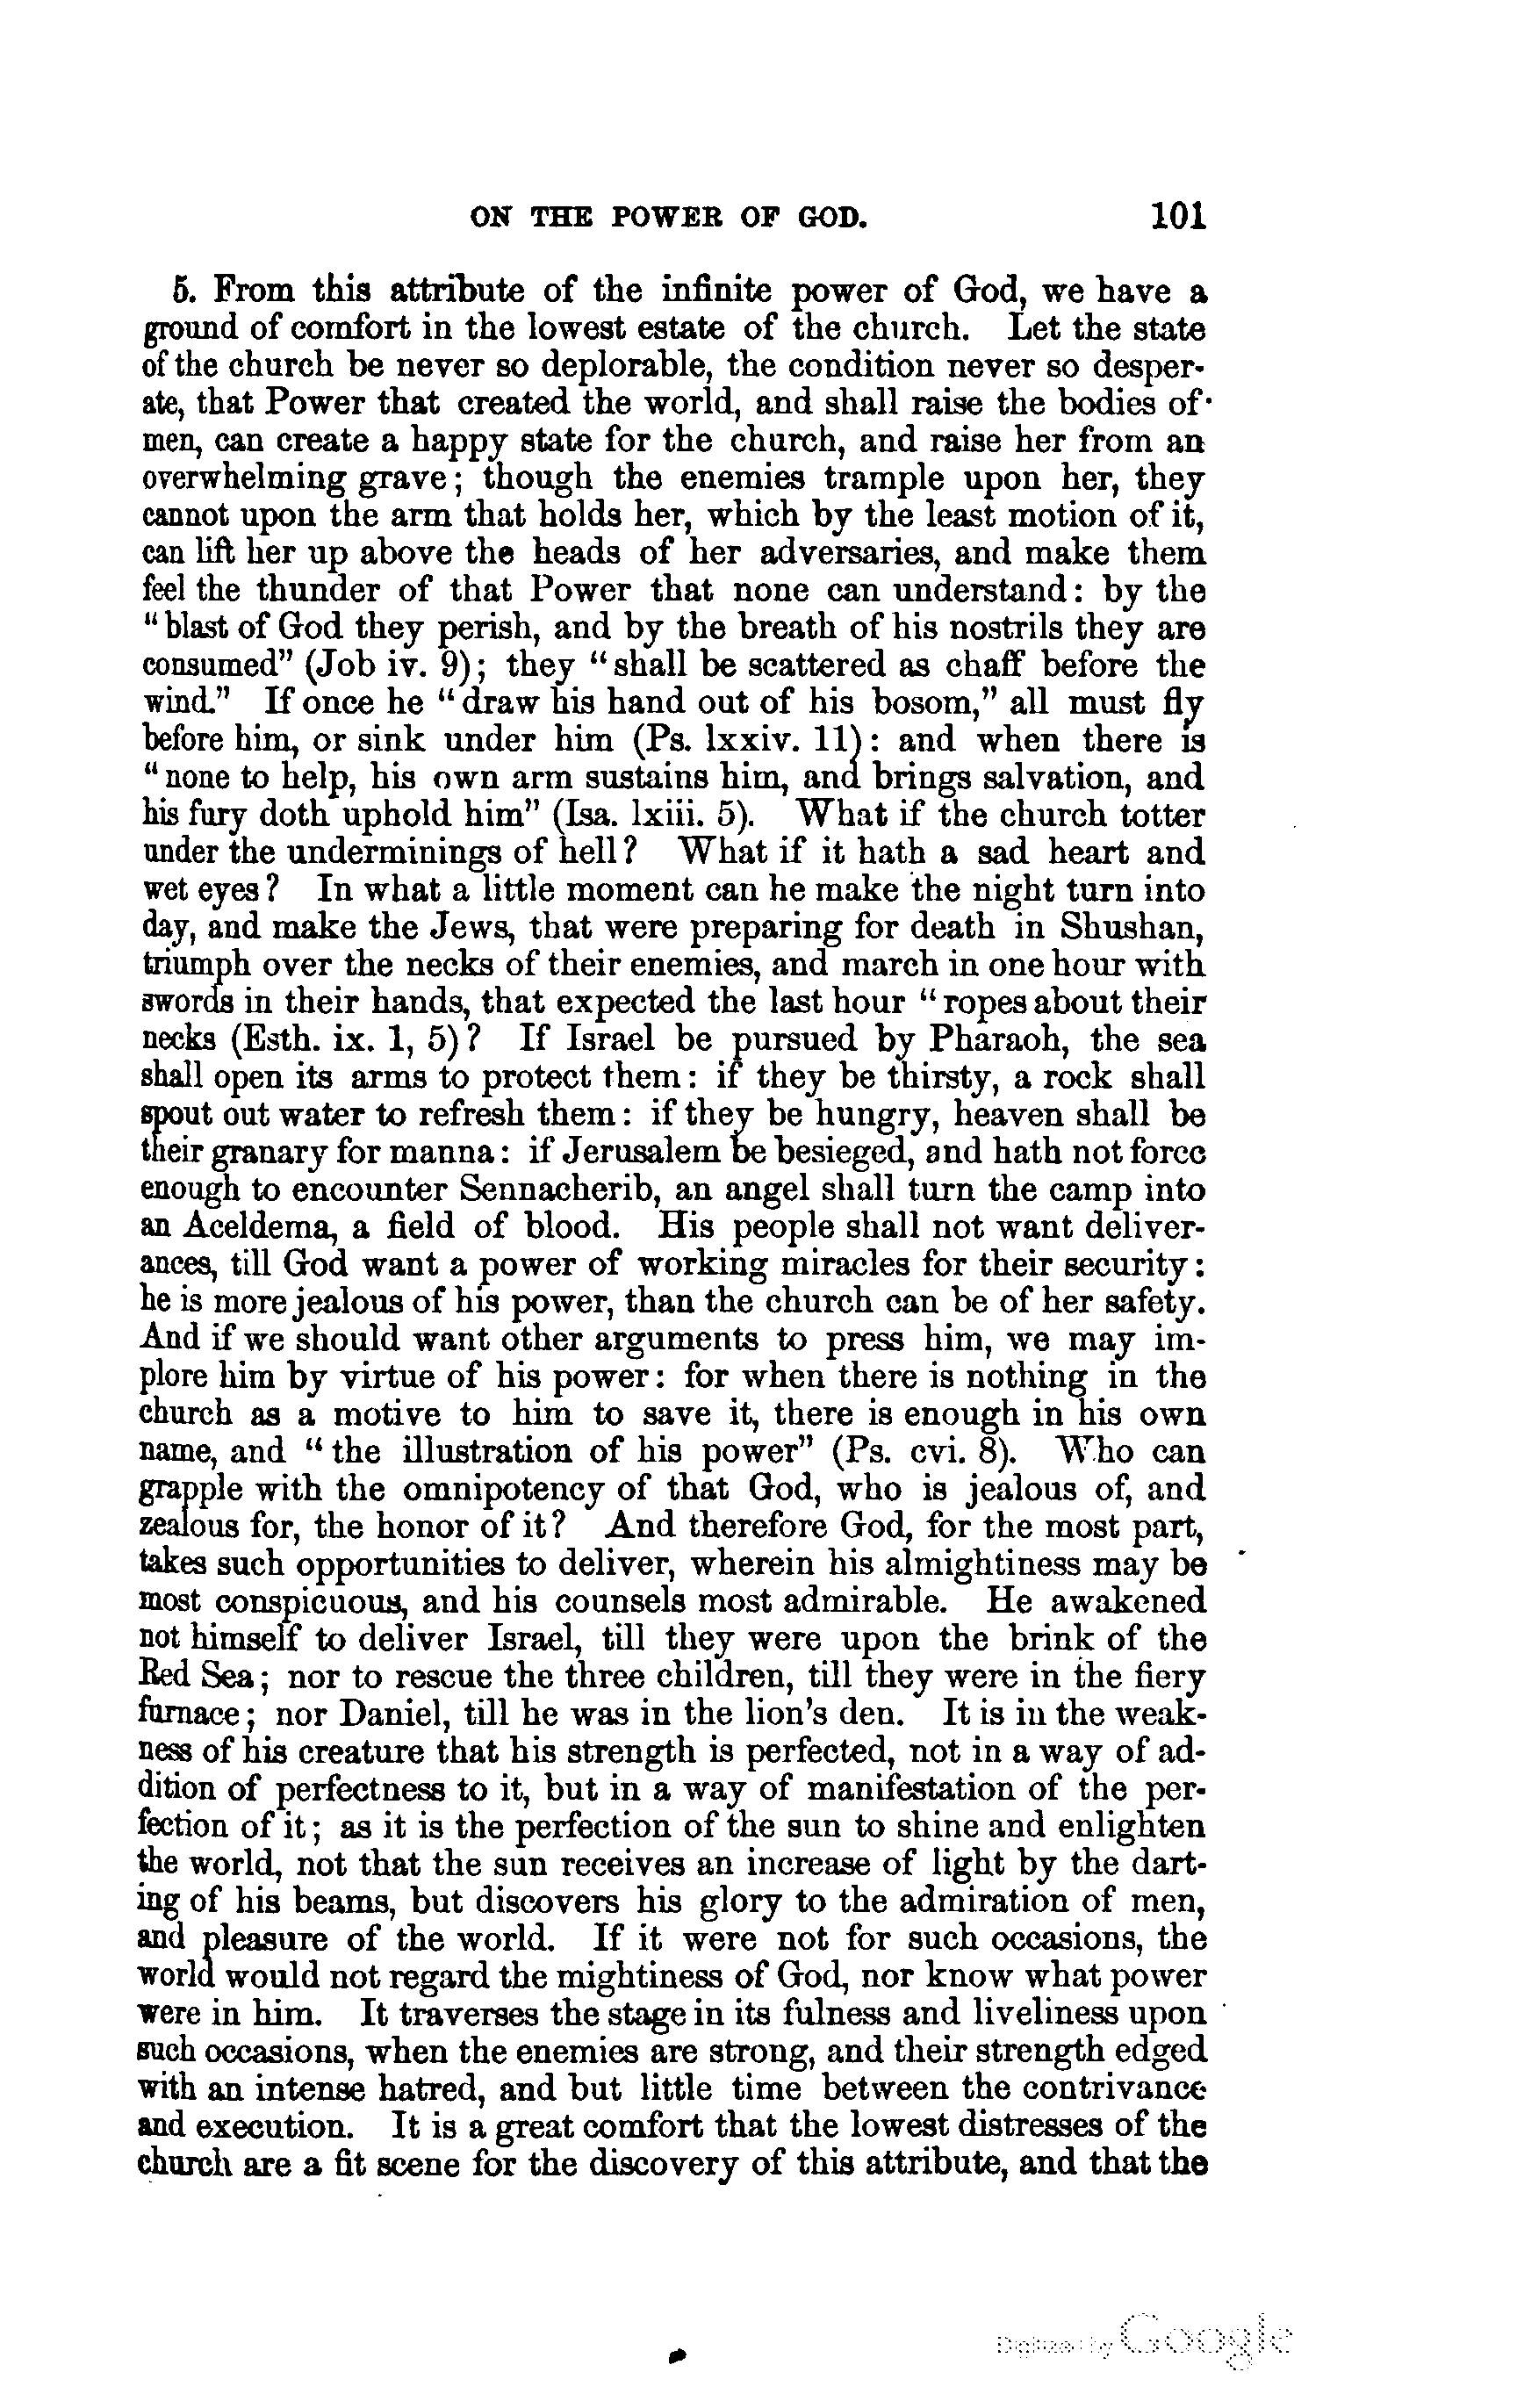 ON THE POWER OF GOD. 101
5. From this attribute of the infinite power of God, we have a
ground of comfort in the lowest estate of the church. Let the state
of the church be never so deplorable, the condition never so desper-
ate, that Power that created the world, and shall raise the bodies of
men, can create a happy state for the church, and raise her from an
overwhelming grave; though the enemies trample upon her, they
cannot upon the arm that holds her, which by the least motion of it,
can lift her up above the heads of her adversaries, and make them
feel the thunder of that Power that none can understand: by the
"blast of God they perish, and by the breath of his nostrils they are
consumed" (Job iv. 9); they "shall be scattered as chaff before the
wind." If once he "draw his hand out of his bosom," all must fly
before him, or sink under him (Ps. lxxiv. 11): and when there is
"none to help, his own arm sustains him, and brings salvation, and
his fury doth uphold him" (Isa. lxiii. 5). What if the church totter
under the underminings of hell? What if it hath a sad heart and
wet eyes? In what a little moment can he make the night turn into
day, and make the Jews, that were preparing for death in Shushan,
triumph over the necks of their enemies, and march in one hour with
swords in their hands, that expected the last hour "ropes about their
necks (Esth. ix. 1, 5)? If Israel be pursued by Pharaoh, the sea
shall open its arms to protect them: if they be thirsty, a rock shall
spout out water to refresh them: if they be hungry, heaven shall be
their granary for manna: if Jerusalem be besieged, and hath not force
enough to encounter Sennacherib, an angel shall turn the camp into
an Aceldema, a field of blood. His people shall not want deliver-
ances, till God want a power of working miracles for their security:
he is more jealous of his power, than the church can be of her safety.
And if we should want other arguments to press him, we may im-
plore him by virtue of his power: for when there is nothing in the
church as a motive to him to save it, there is enough in his own
name, and "the illustration of his power" (Ps. cvi. 8). Who can
grapple with the omnipotency of that God, who is jealous of, and
zealous for, the honor of it? And therefore God, for the most part,
takes such opportunities to deliver, wherein his almightiness may be
most conspicuous, and his counsels most admirable. He awakened
not himself to deliver Israel, till they were upon the brink of the
Red Sea; nor to rescue the three children, till they were in the fiery
furnace; nor Daniel, till he was in the lion's den. It is in the weak-
ness of his creature that his strength is perfected, not in a way of ad-
dition of perfectness to it, but in a way of manifestation of the per-
fection of it; as it is the perfection of the sun to shine and enlighten
the world, not that the sun receives an increase of light by the dart-
ing of his beams, but discovers his glory to the admiration of men,
and pleasure of the world. If it were not for such occasions, the
world would not regard the mightiness of God, nor know what power
were in him. It traverses the stage in its fulness and liveliness upon
such occasions, when the enemies are strong, and their strength edged
with an intense hatred, and but little time between the contrivance
and execution. It is a great comfort that the lowest distresses of the
church are a fit scene for the discovery of this attribute, and that the
Digitized by Google